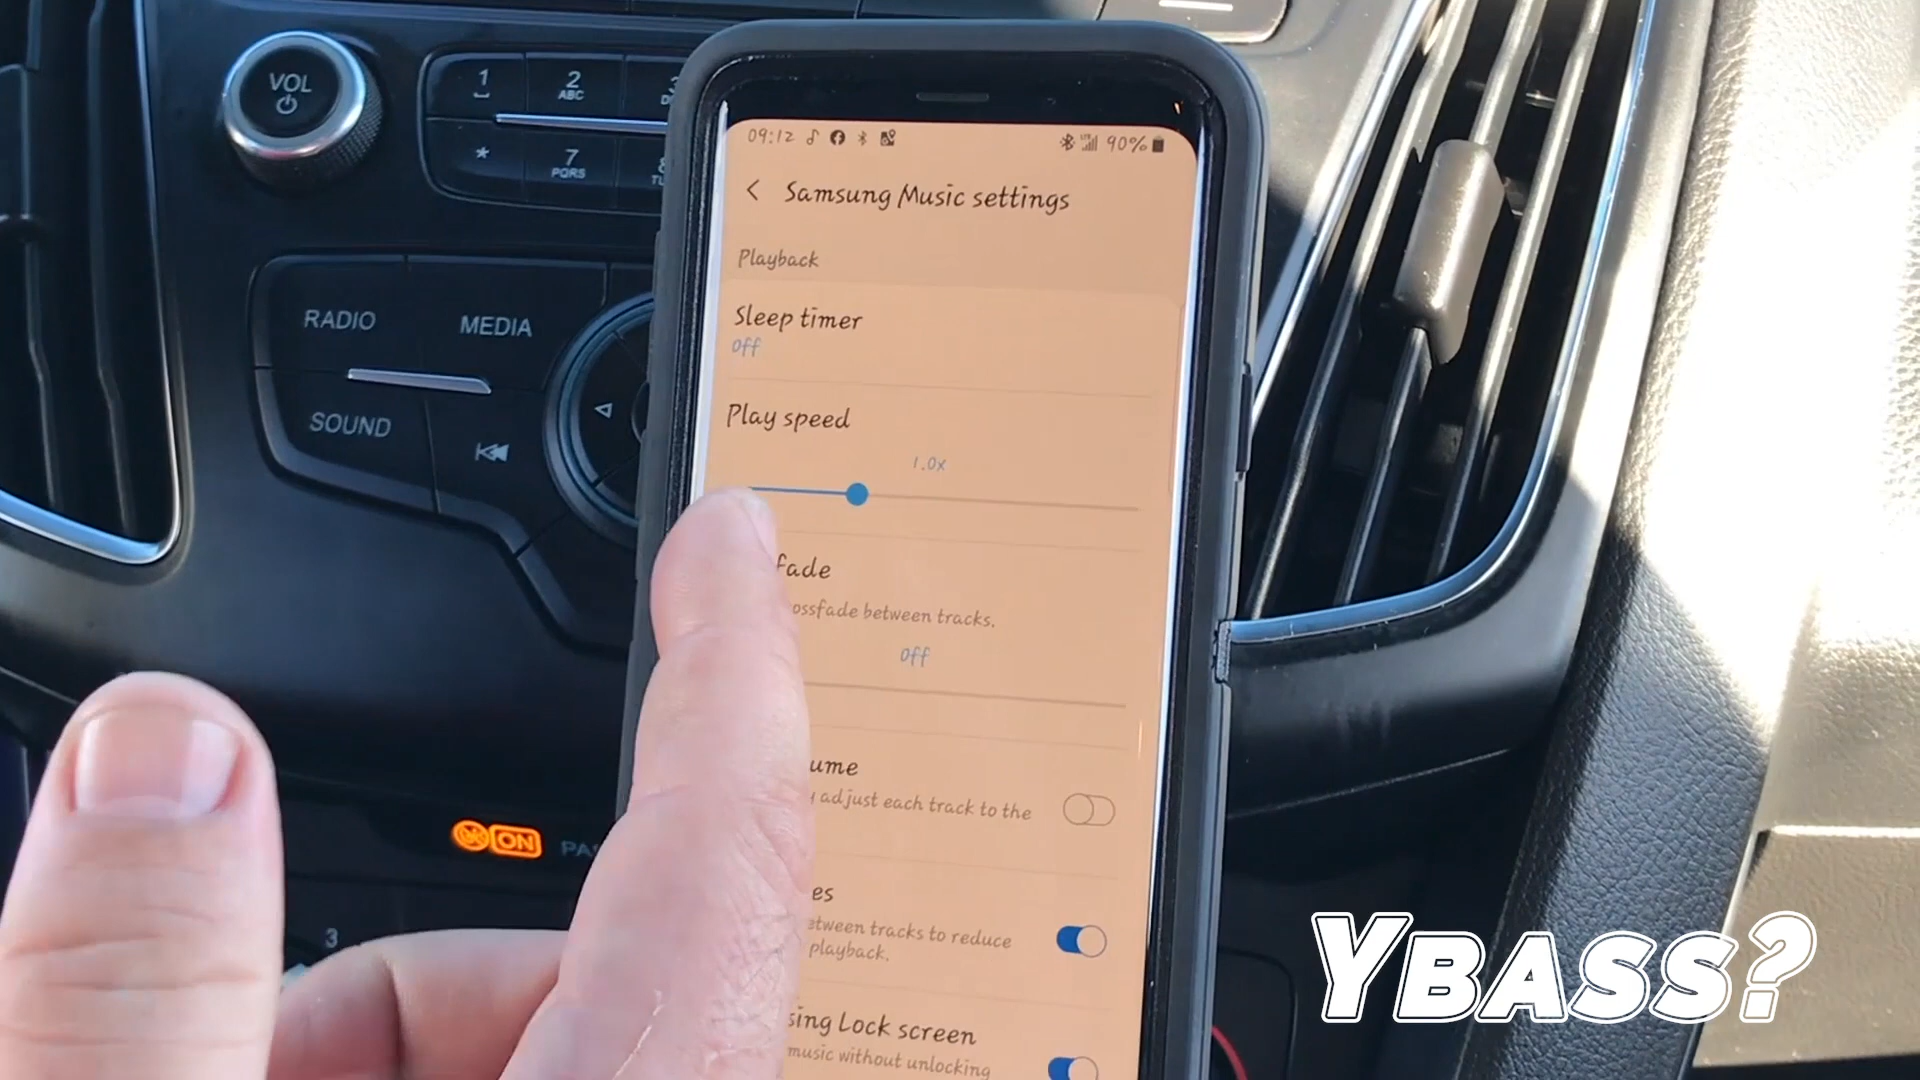 VOL
1
2
ABC
3
*
7
PQRS
8
RADIO
MEDIA
SOUND
ON
3
09:12 90%
Samsung Music settings
Playback
Sleep timer
Off
Play speed
1.0x
fade
ossfade between tracks.
Off
ume
adjust each track to the
es
etween tracks to reduce
playback.
sing Lock screen
music without unlocking
YBASS?